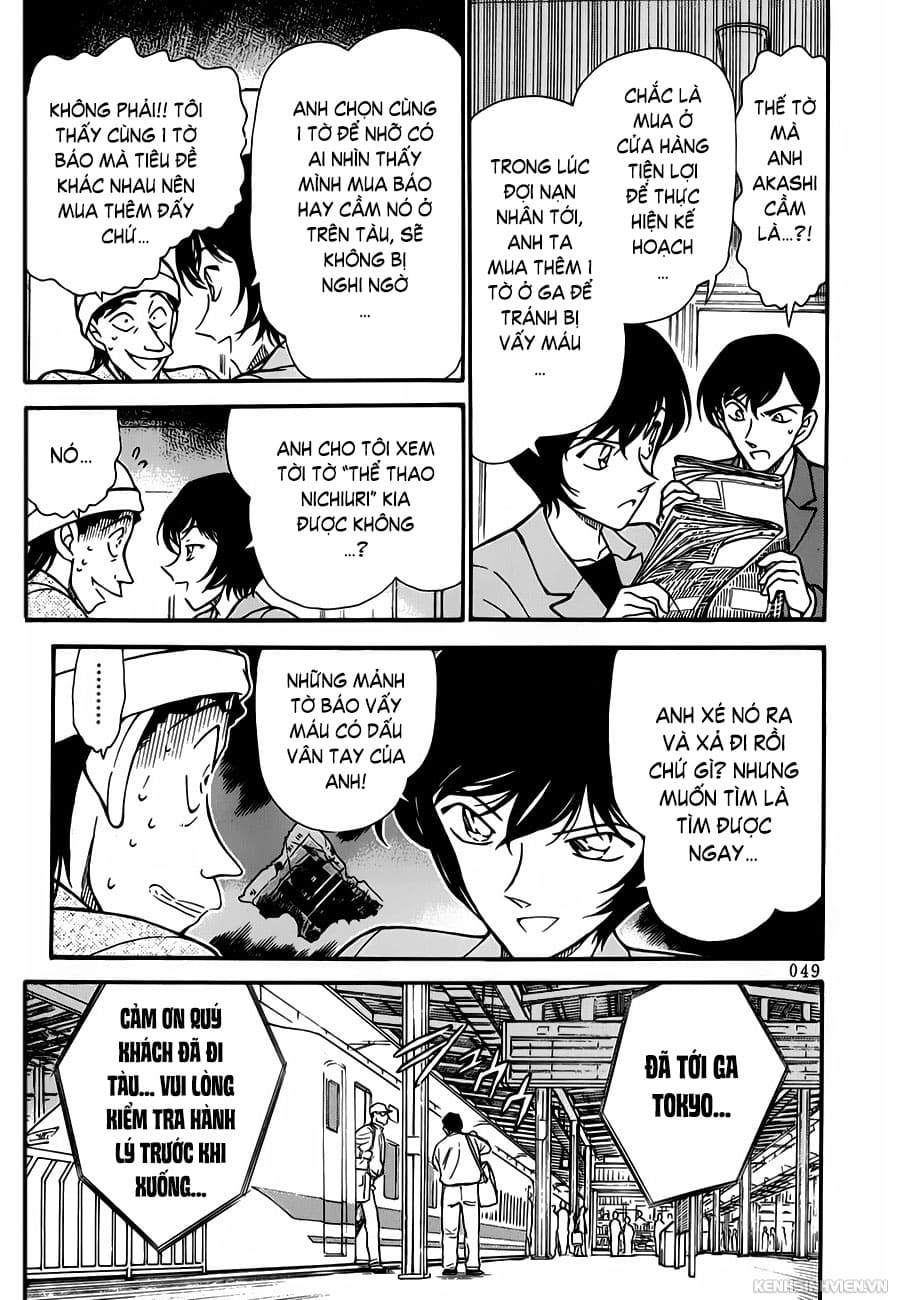 THẾ TỜ
MÀ
ANH
AKASHI
CẦM
LÀ...?!
CHẮC LÀ
MUA Ở
CỬA HÀNG
TIỆN LỢI
ĐỂ THỰC
HIỆN KẾ
HOẠCH
...
TRONG LÚC
ĐỢI NẠN
NHÂN TỚI,
ANH TA
MUA THÊM 1
TỜ Ở GA ĐỂ
TRÁNH BỊ
VẤY MÁU
...
ANH CHỌN CÙNG
1 TỜ ĐỂ NHỠ CÓ
AI NHÌN THẤY
MÌNH MUA BÁO
HAY CẦM NÓ Ở
TRÊN TÀU, SẼ
KHÔNG BỊ
NGHI NGỜ
...
KHÔNG PHẢI!! TÔI
THẤY CÙNG 1 TỜ
BÁO MÀ TIÊU ĐỀ
KHÁC NHAU NÊN
MUA THÊM ĐẤY
CHỨ...
ANH CHO TÔI XEM
TỜI TỜ “THỂ THAO
NICHIURI” KIA
ĐƯỢC KHÔNG
...?
NÓ...
ANH XÉ NÓ RA
VÀ XẢ ĐI RỒI
CHỨ GÌ? NHƯNG
MUỐN TÌM LÀ
TÌM ĐƯỢC
NGAY...
NHỮNG MẢNH
TỜ BÁO VẤY
MÁU CÓ DẤU
VÂN TAY CỦA
ANH!
........
049
ĐÃ TỚI GA
TOKYO...
CẢM ƠN QUÝ
KHÁCH ĐÃ ĐI
TÀU... VUI LÒNG
KIỂM TRA HÀNH
LÝ TRƯỚC KHI
XUỐNG...
KENHSINHVIEN.VN